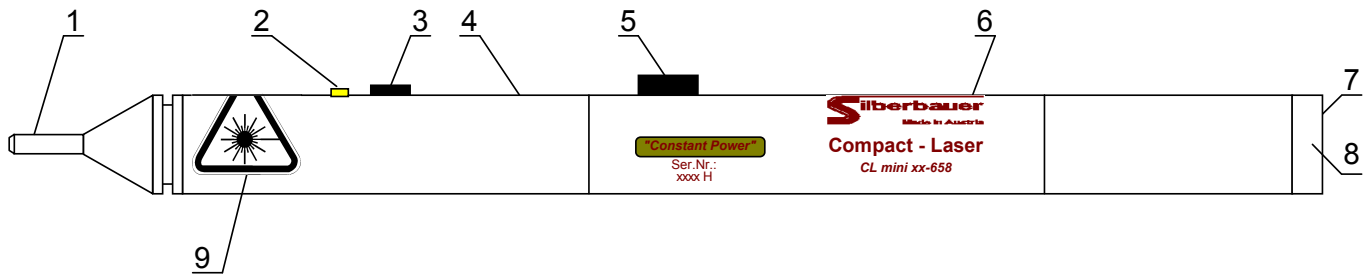 1 2 3 4 5 6 7
Silberbauer
Made in Austria
"Constant Power"
Compact - Laser
Ser.Nr.:
CL mini xx-658
xxxx H
8
9